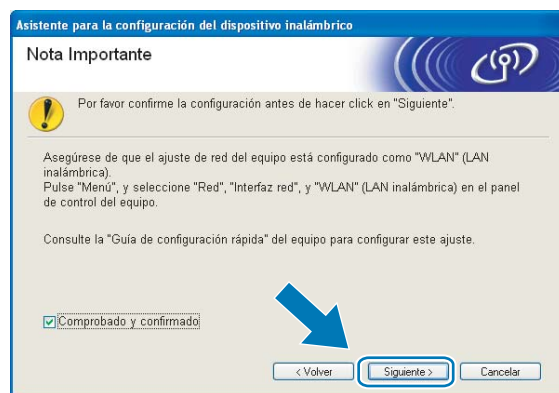 Asistente para la configuración del dispositivo inalámbrico
Nota Importante
Por favor confirme la configuración antes de hacer click en "Siguiente".
Asegúrese de que el ajuste de red del equipo está configurado como "WLAN" (LAN
inalámbrica).
Pulse "Menú", y seleccione "Red", "Interfaz red", y "WLAN" (LAN inalámbrica) en el panel
de control del equipo.
Consulte la "Guía de configuración rápida" del equipo para configurar este ajuste.
Comprobado y confirmado
< Volver
Siguiente >
Cancelar